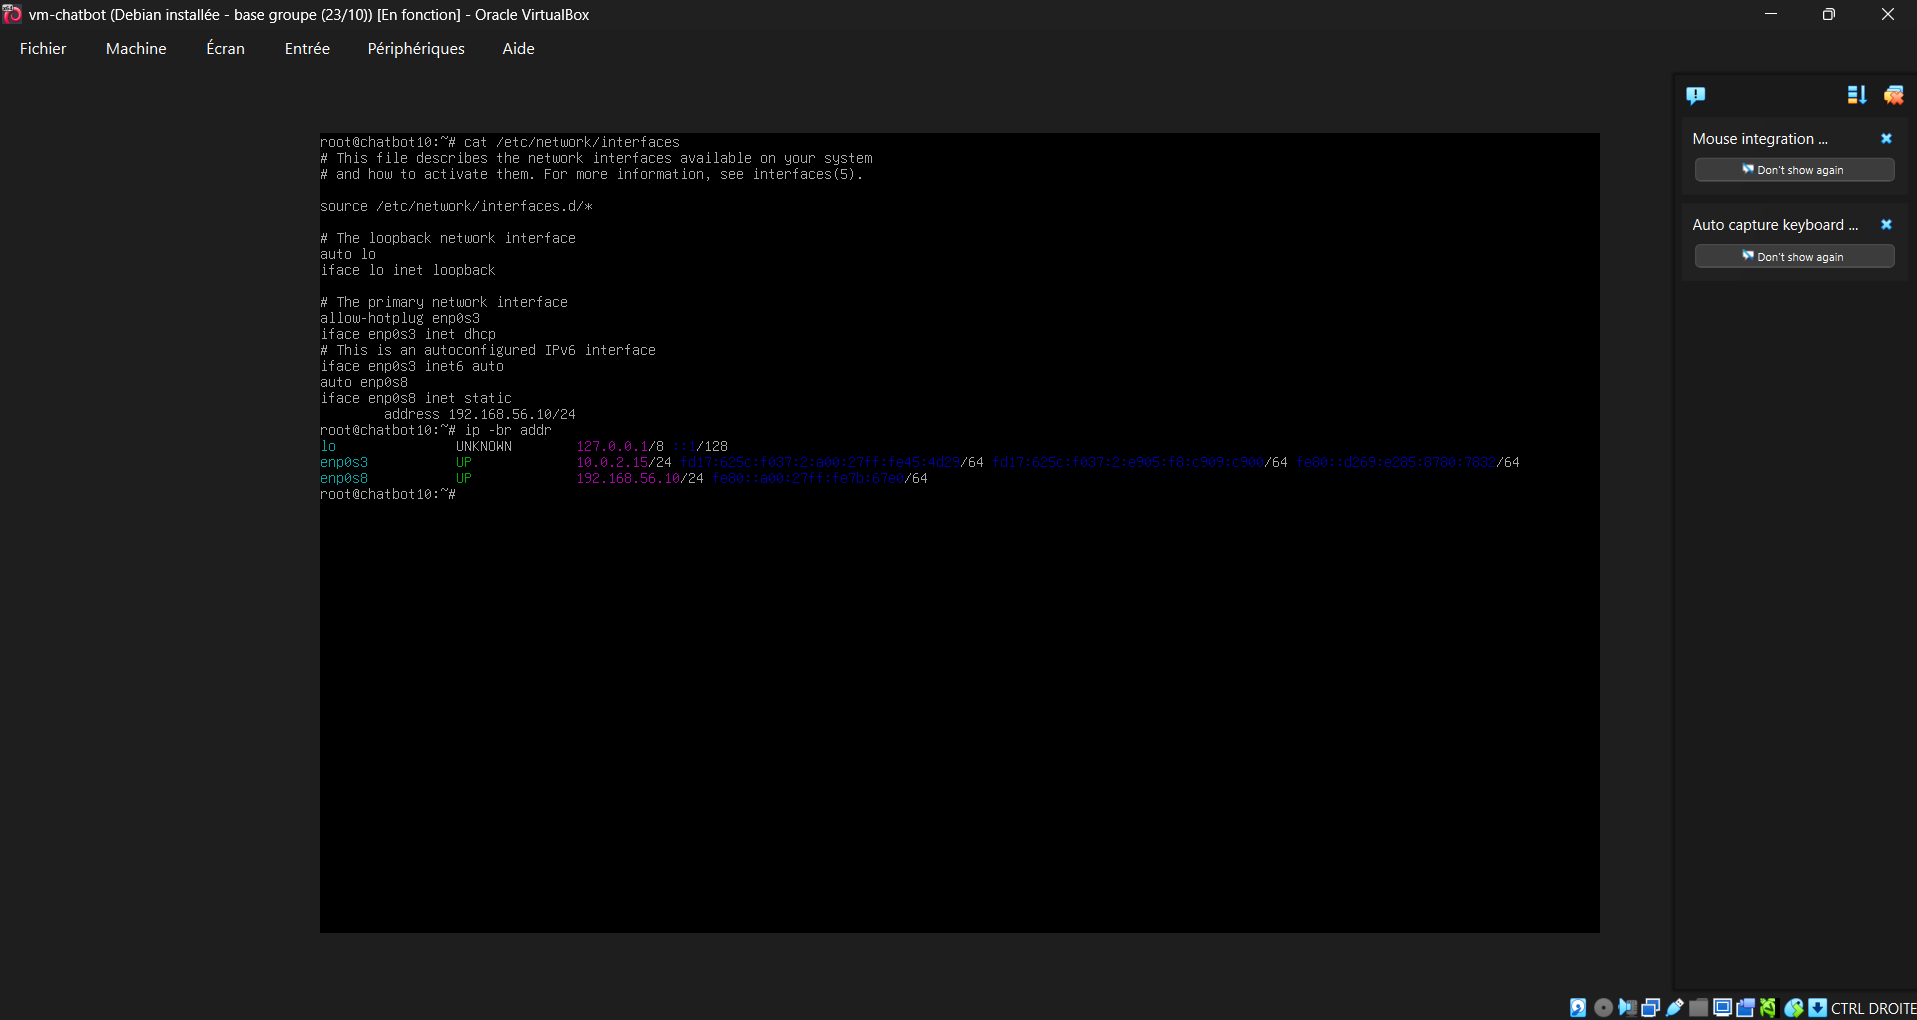 vm-chatbot (Debian installée - base groupe (23/10)) [En fonction] - Oracle VirtualBox
Fichier Machine Écran Entrée Périphériques Aide
root@chatbot10:~# cat /etc/network/interfaces
# This file describes the network interfaces available on your system
# and how to activate them. For more information, see interfaces(5).
source /etc/network/interfaces.d/*
# The loopback network interface
auto lo
iface lo inet loopback
# The primary network interface
allow-hotplug enp0s3
iface enp0s3 inet dhcp
# This is an autoconfigured IPv6 interface
iface enp0s3 inet6 auto
auto enp0s8
iface enp0s8 inet static
address 192.168.56.10/24
root@chatbot10:~# ip -br addr
lo UNKNOWN 127.0.0.1/8 ::1/128
enp0s3 UP 10.0.2.15/24 /64 /64 /64
enp0s8 UP 192.168.56.10/24 /64
root@chatbot10:~#
Mouse integration ...
Don't show again
Auto capture keyboard ...
Don't show again
CTRL DROITE